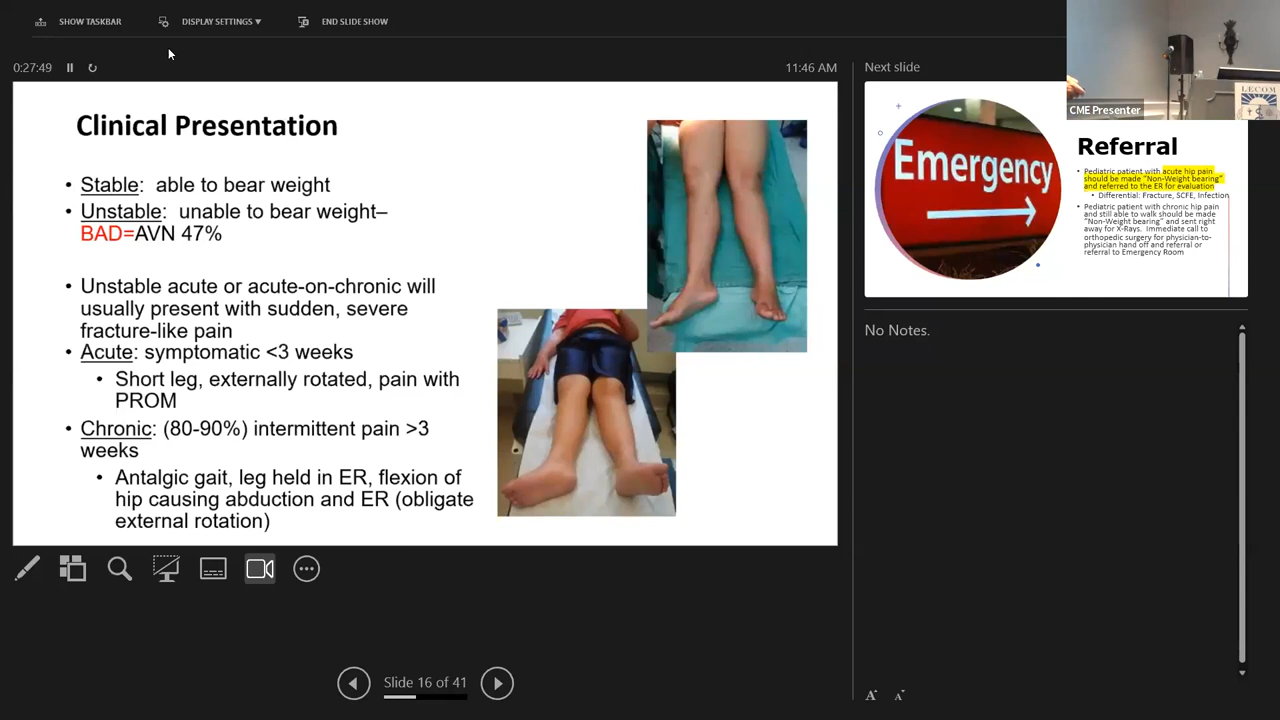 SHOW TASKBAR
DISPLAY SETTINGS
END SLIDE SHOW
0:27:49
11:46 AM
Clinical Presentation
• Stable: able to bear weight
• Unstable: unable to bear weight–
BAD=AVN 47%
• Unstable acute or acute-on-chronic will
usually present with sudden, severe
fracture-like pain
• Acute: symptomatic <3 weeks
• Short leg, externally rotated, pain with
PROM
• Chronic: (80-90%) intermittent pain >3
weeks
• Antalgic gait, leg held in ER, flexion of
hip causing abduction and ER (obligate
external rotation)
Slide 16 of 41
Next slide
CME Presenter
LECOM
Emergency
Referral
• Pediatric patient with acute hip pain
should be made "Non-Weight bearing"
and referred to the ER for evaluation
• Differential: Fracture, SCFE, Infection
• Pediatric patient with chronic hip pain
and still able to walk should be made
"Non-Weight bearing" and sent right
away for X-Rays. Immediate call to
orthopedic surgery for physician-to-
physician hand off and referral or
referral to Emergency Room
No Notes.
A A